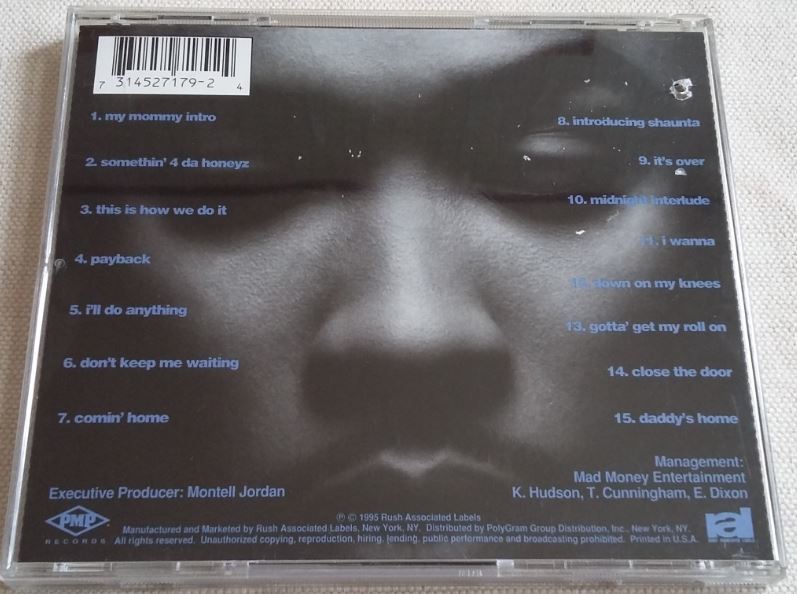 7 314527179-2 4
1. my mommy intro
2. somethin' 4 da honeyz
3. this is how we do it
4. payback
5. i'll do anything
6. don't keep me waiting
7. comin' home
8. introducing shaunta
9. it's over
10. midnight interlude
11. i wanna
12. down on my knees
13. gotta' get my roll on
14. close the door
15. daddy's home
Executive Producer: Montell Jordan
Management:
Mad Money Entertainment
K. Hudson, T. Cunningham, E. Dixon
PMP
RECORDS
℗ © 1995 Rush Associated Labels
Manufactured and Marketed by Rush Associated Labels, New York, NY. Distributed by PolyGram Group Distribution, Inc., New York, NY.
All rights reserved. Unauthorized copying, reproduction, hiring, lending, public performance and broadcasting prohibited. Printed in U.S.A.
ral